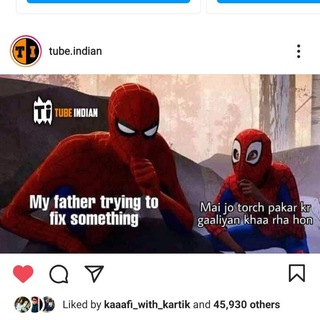 tube.indian
TI
TUBE INDIAN
My father trying to
fix something
Mai jo torch pakar kr
gaaliyan khaa rha hon
Liked by kaaafi_with_kartik and 45,930 others